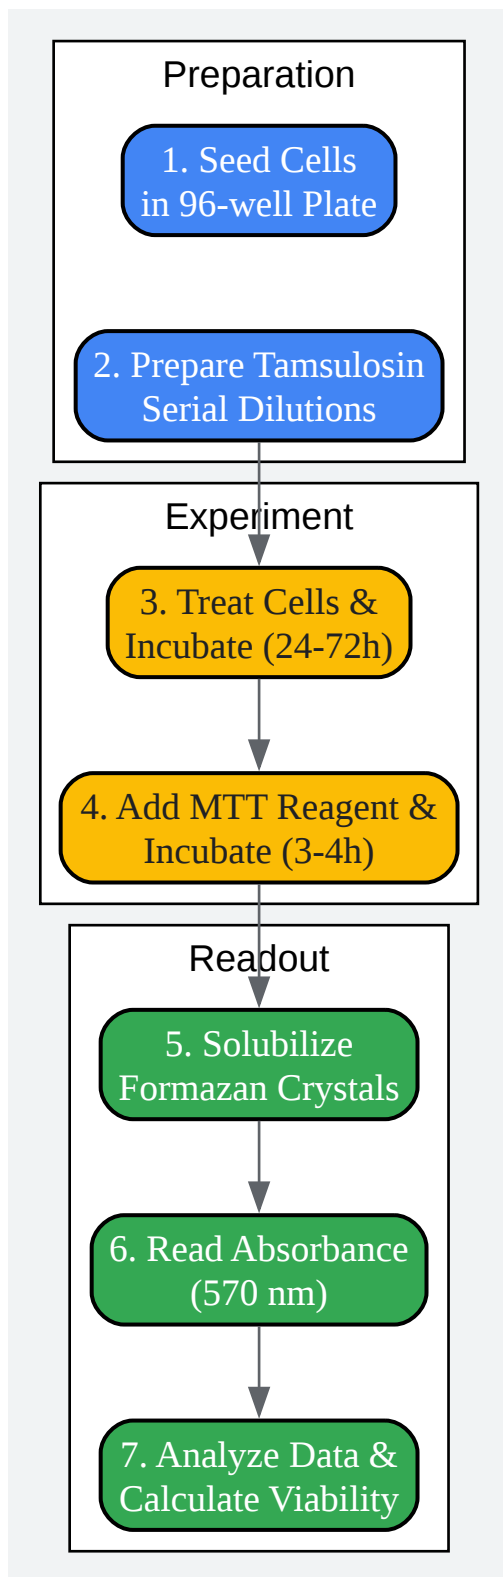 Preparation
1. Seed Cells
in 96-well Plate
2. Prepare Tamsulosin
Serial Dilutions
Experiment
3. Treat Cells &
Incubate (24-72h)
4. Add MTT Reagent &
Incubate (3-4h)
Readout
5. Solubilize
Formazan Crystals
6. Read Absorbance
(570 nm)
7. Analyze Data &
Calculate Viability